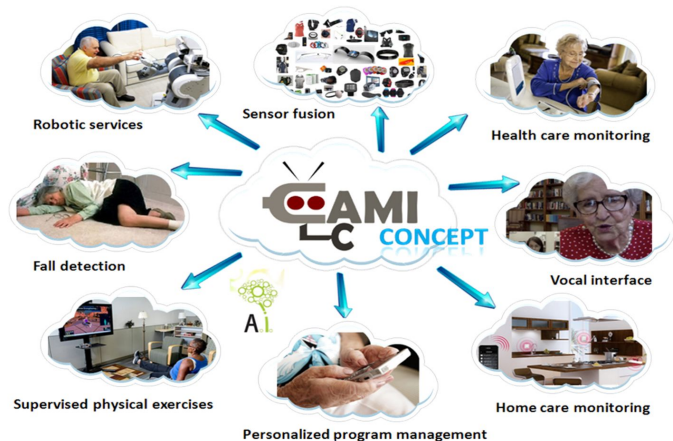 Robotic services
Sensor fusion
Health care monitoring
CAMI
C
CONCEPT
Fall detection
Vocal interface
A.I.
Supervised physical exercises
Home care monitoring
Personalized program management